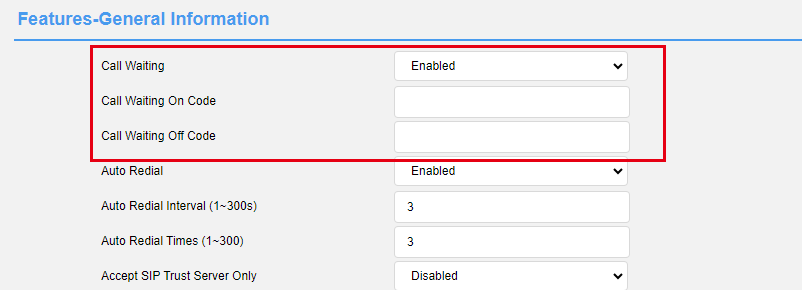 Features-General Information
Call Waiting Enabled
Call Waiting On Code
Call Waiting Off Code
Auto Redial Enabled
Auto Redial Interval (1~300s) 3
Auto Redial Times (1~300) 3
Accept SIP Trust Server Only Disabled